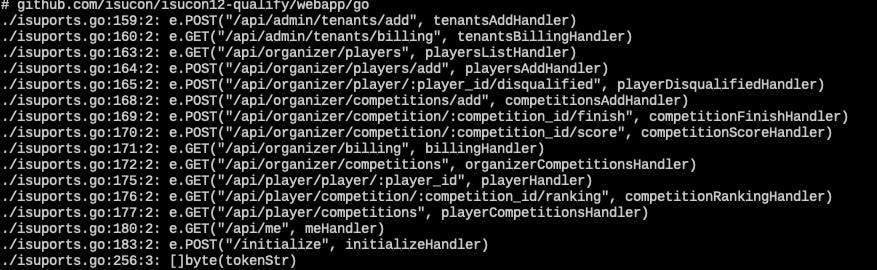 # github.com/isucon/isucon12-qualify/webapp/go
./isuports.go:159:2: e.POST("/api/admin/tenants/add", tenantsAddHandler)
./isuports.go:160:2: e.GET("/api/admin/tenants/billing", tenantsBillingHandler)
./isuports.go:163:2: e.GET("/api/organizer/players", playersListHandler)
./isuports.go:164:2: e.POST("/api/organizer/players/add", playersAddHandler)
./isuports.go:165:2: e.POST("/api/organizer/player/:player_id/disqualified", playerDisqualifiedHandler)
./isuports.go:168:2: e.POST("/api/organizer/competitions/add", competitionsAddHandler)
./isuports.go:169:2: e.POST("/api/organizer/competition/:competition_id/finish", competitionFinishHandler)
./isuports.go:170:2: e.POST("/api/organizer/competition/:competition_id/score", competitionScoreHandler)
./isuports.go:171:2: e.GET("/api/organizer/billing", billingHandler)
./isuports.go:172:2: e.GET("/api/organizer/competitions", organizerCompetitionsHandler)
./isuports.go:175:2: e.GET("/api/player/player/:player_id", playerHandler)
./isuports.go:176:2: e.GET("/api/player/competition/:competition_id/ranking", competitionRankingHandler)
./isuports.go:177:2: e.GET("/api/player/competitions", playerCompetitionsHandler)
./isuports.go:180:2: e.GET("/api/me", meHandler)
./isuports.go:183:2: e.POST("/initialize", initializeHandler)
./isuports.go:256:3: []byte(tokenStr)